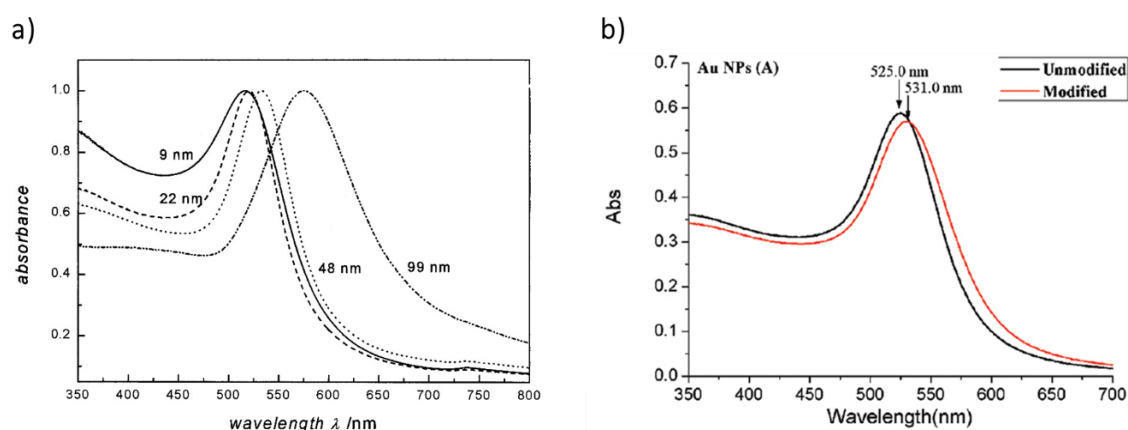 a)
1.0
0.8
0.6
0.4
0.2
absorbance
9 nm
22 nm
48 nm
99 nm
350 400 450 500 550 600 650 700 750 800
wavelength λ /nm
b)
Au NPs (A)
Unmodified
Modified
525.0 nm
531.0 nm
0.7
0.6
0.5
0.4
0.3
0.2
0.1
0.0
Abs
350 400 450 500 550 600 650 700
Wavelength(nm)